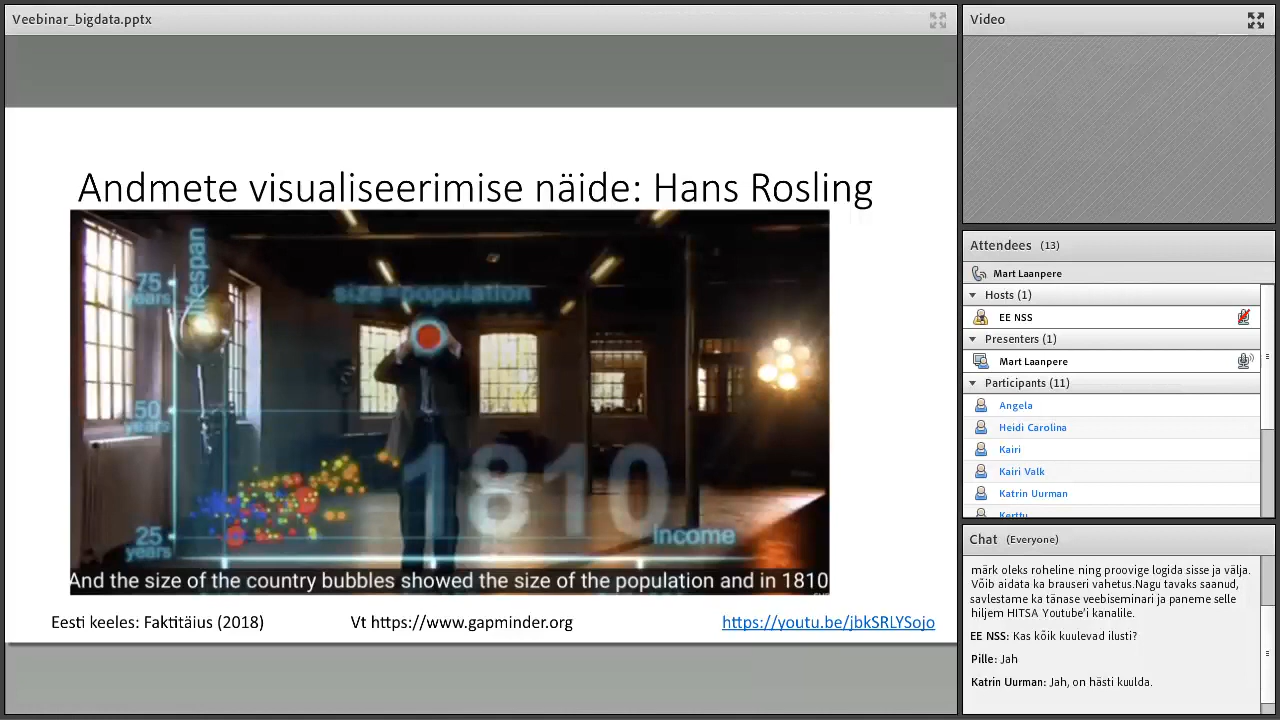 Veebinar_bigdata.pptx
Andmete visualiseerimise näide: Hans Rosling
lifespan
75
years
size=population
50
years
1810
25
years
income
And the size of the country bubbles showed the size of the population and in 1810
Eesti keeles: Faktitäius (2018)
Vt https://www.gapminder.org
https://youtu.be/jbkSRLYSojo
Video
Attendees (13)
Mart Laanpere
Hosts (1)
EE NSS
Presenters (1)
Mart Laanpere
Participants (11)
Angela
Heidi Carolina
Kairi
Kairi Valk
Katrin Uurman
Kerttu
Chat (Everyone)
märk oleks roheline ning proovige logida sisse ja välja.
Võib aidata ka brauseri vahetus.Nagu tavaks saanud,
savlestame ka tänase veebiseminari ja paneme selle
hiljem HITSA Youtube'i kanalile.
EE NSS: Kas kõik kuulevad ilusti?
Pille: Jah
Katrin Uurman: Jah, on hästi kuulda.